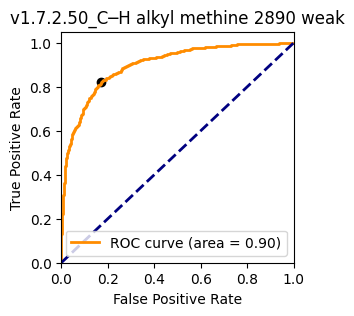 v1.7.2.50_C─H alkyl methine 2890 weak
True Positive Rate
1.0
0.8
0.6
0.4
0.2
0.0
ROC curve (area = 0.90)
0.0 0.2 0.4 0.6 0.8 1.0
False Positive Rate